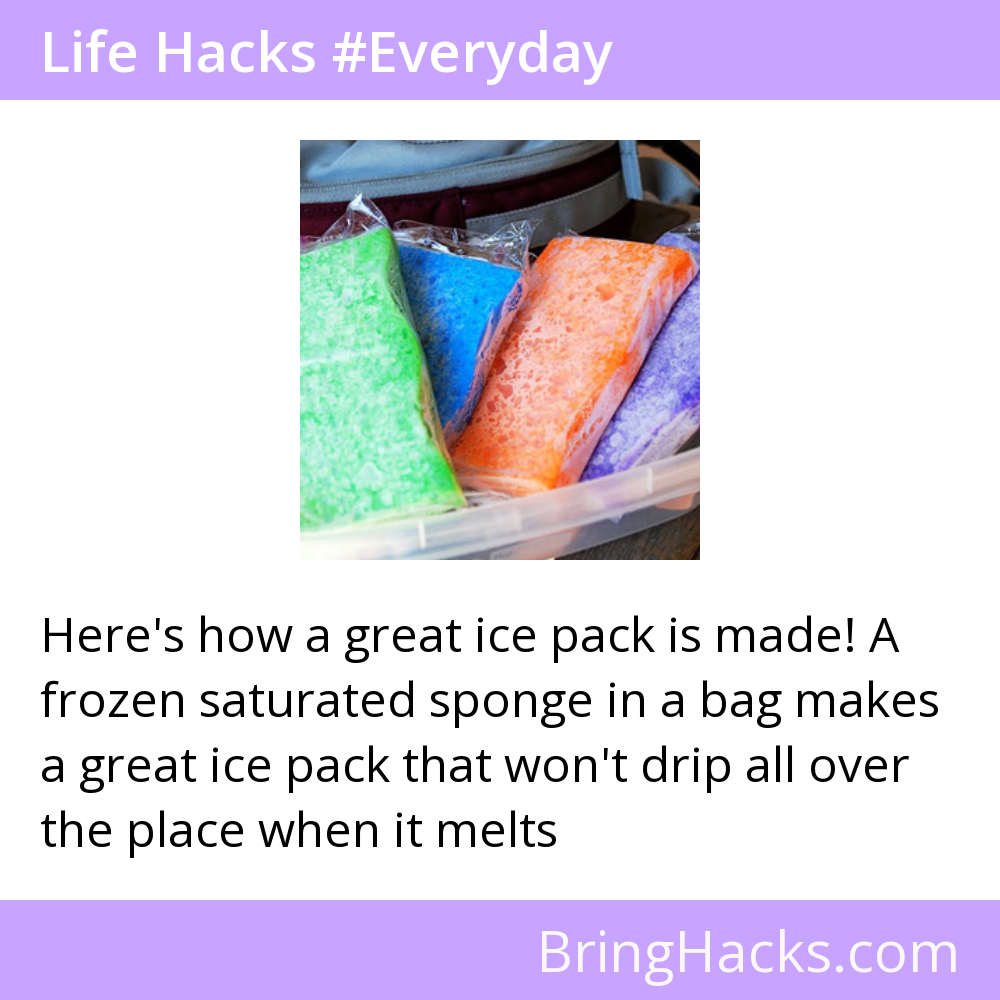 Life Hacks #Everyday
Here's how a great ice pack is made! A
frozen saturated sponge in a bag makes
a great ice pack that won't drip all over
the place when it melts
BringHacks.com